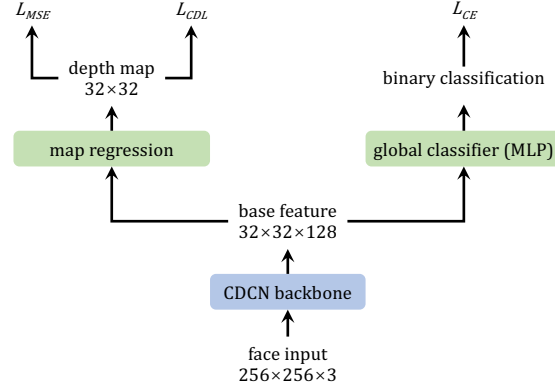 L_MSE L_CDL L_CE
depth map
32×32
binary classification
map regression
global classifier (MLP)
base feature
32×32×128
CDCN backbone
face input
256×256×3